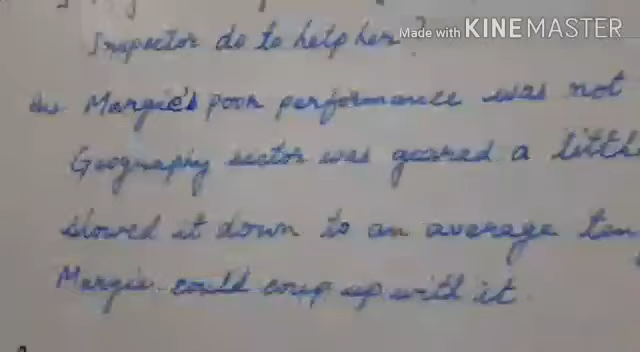 Made with KINEMASTER
Inspector do to help her?
Ans Margie's poor performance was not
Geography sector was geared a little
slowed it down to an average ten
Margie could coup up with it.